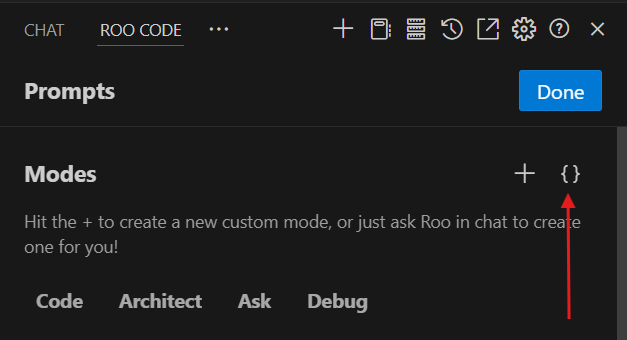 CHAT ROO CODE ···
Prompts Done
Modes + {}
Hit the + to create a new custom mode, or just ask Roo in chat to create
one for you!
Code Architect Ask Debug